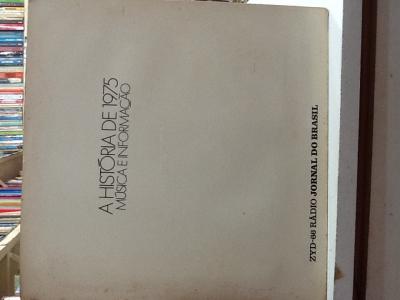 A HISTÓRIA DE 1975
MÚSICA E INFORMAÇÃO
ZYD-66 RÁDIO JORNAL DO BRASIL